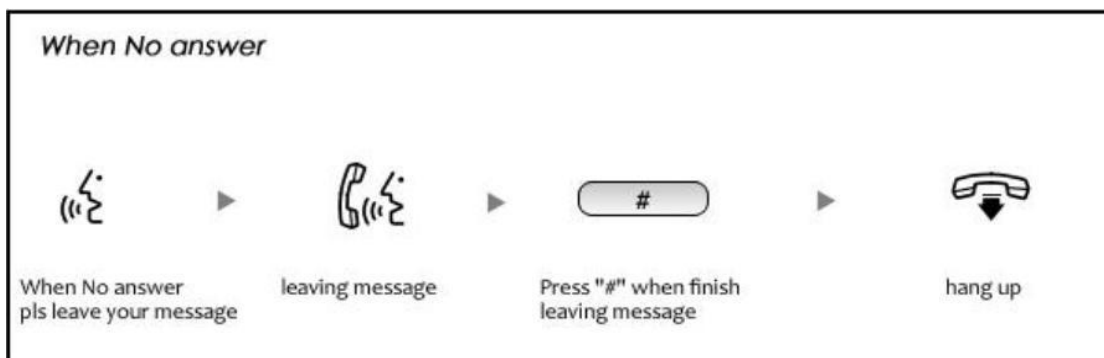 When No answer
#
When No answer
pls leave your message
leaving message
Press "#" when finish
leaving message
hang up